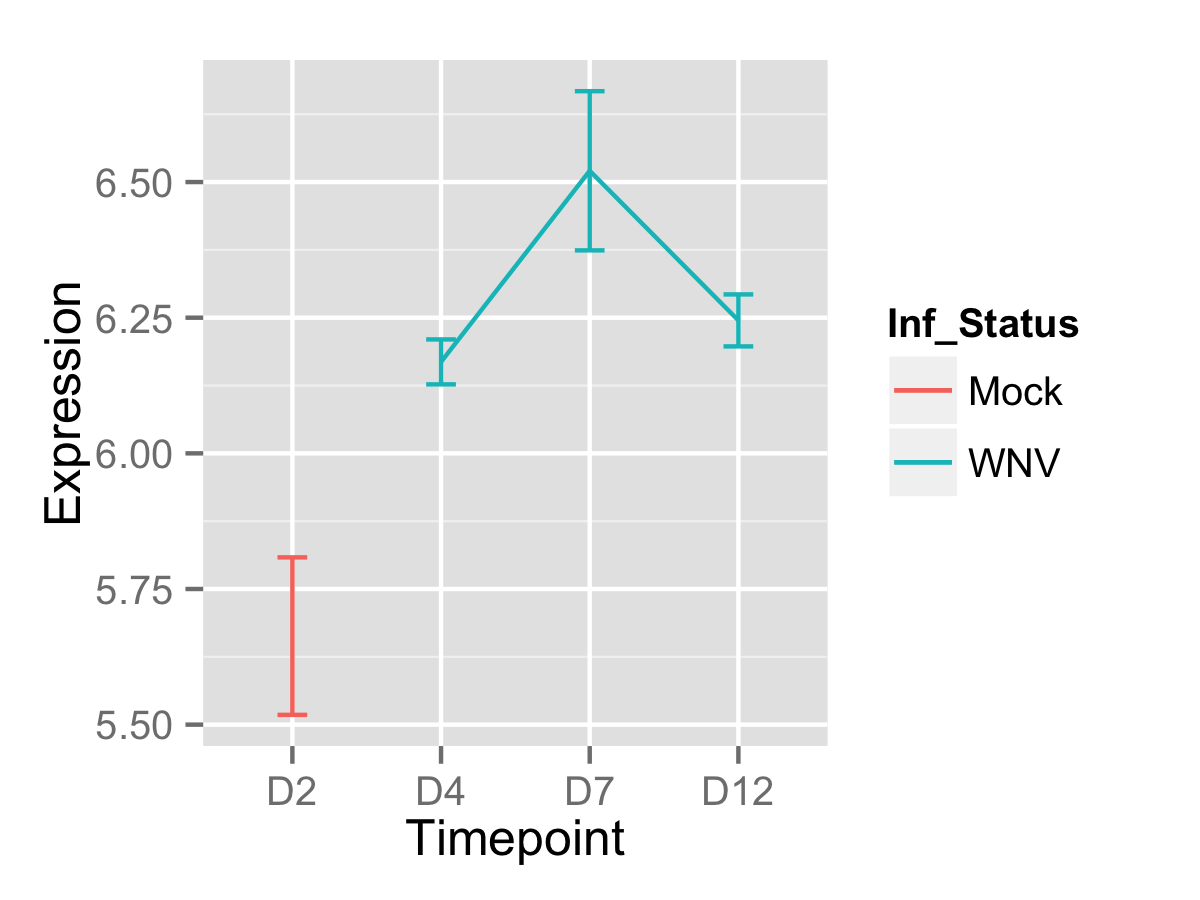 Expression
6.50
6.25
6.00
5.75
5.50
D2 D4 D7 D12
Timepoint
Inf_Status
Mock
WNV